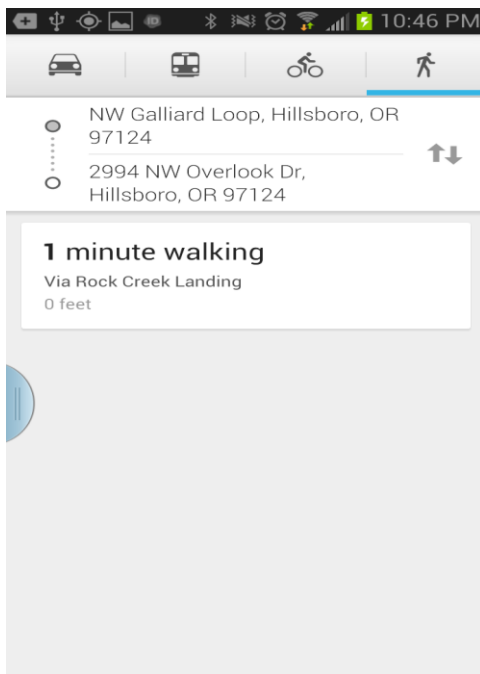 10:46 PM
NW Galliard Loop, Hillsboro, OR
97124
2994 NW Overlook Dr,
Hillsboro, OR 97124
1 minute walking
Via Rock Creek Landing
0 feet